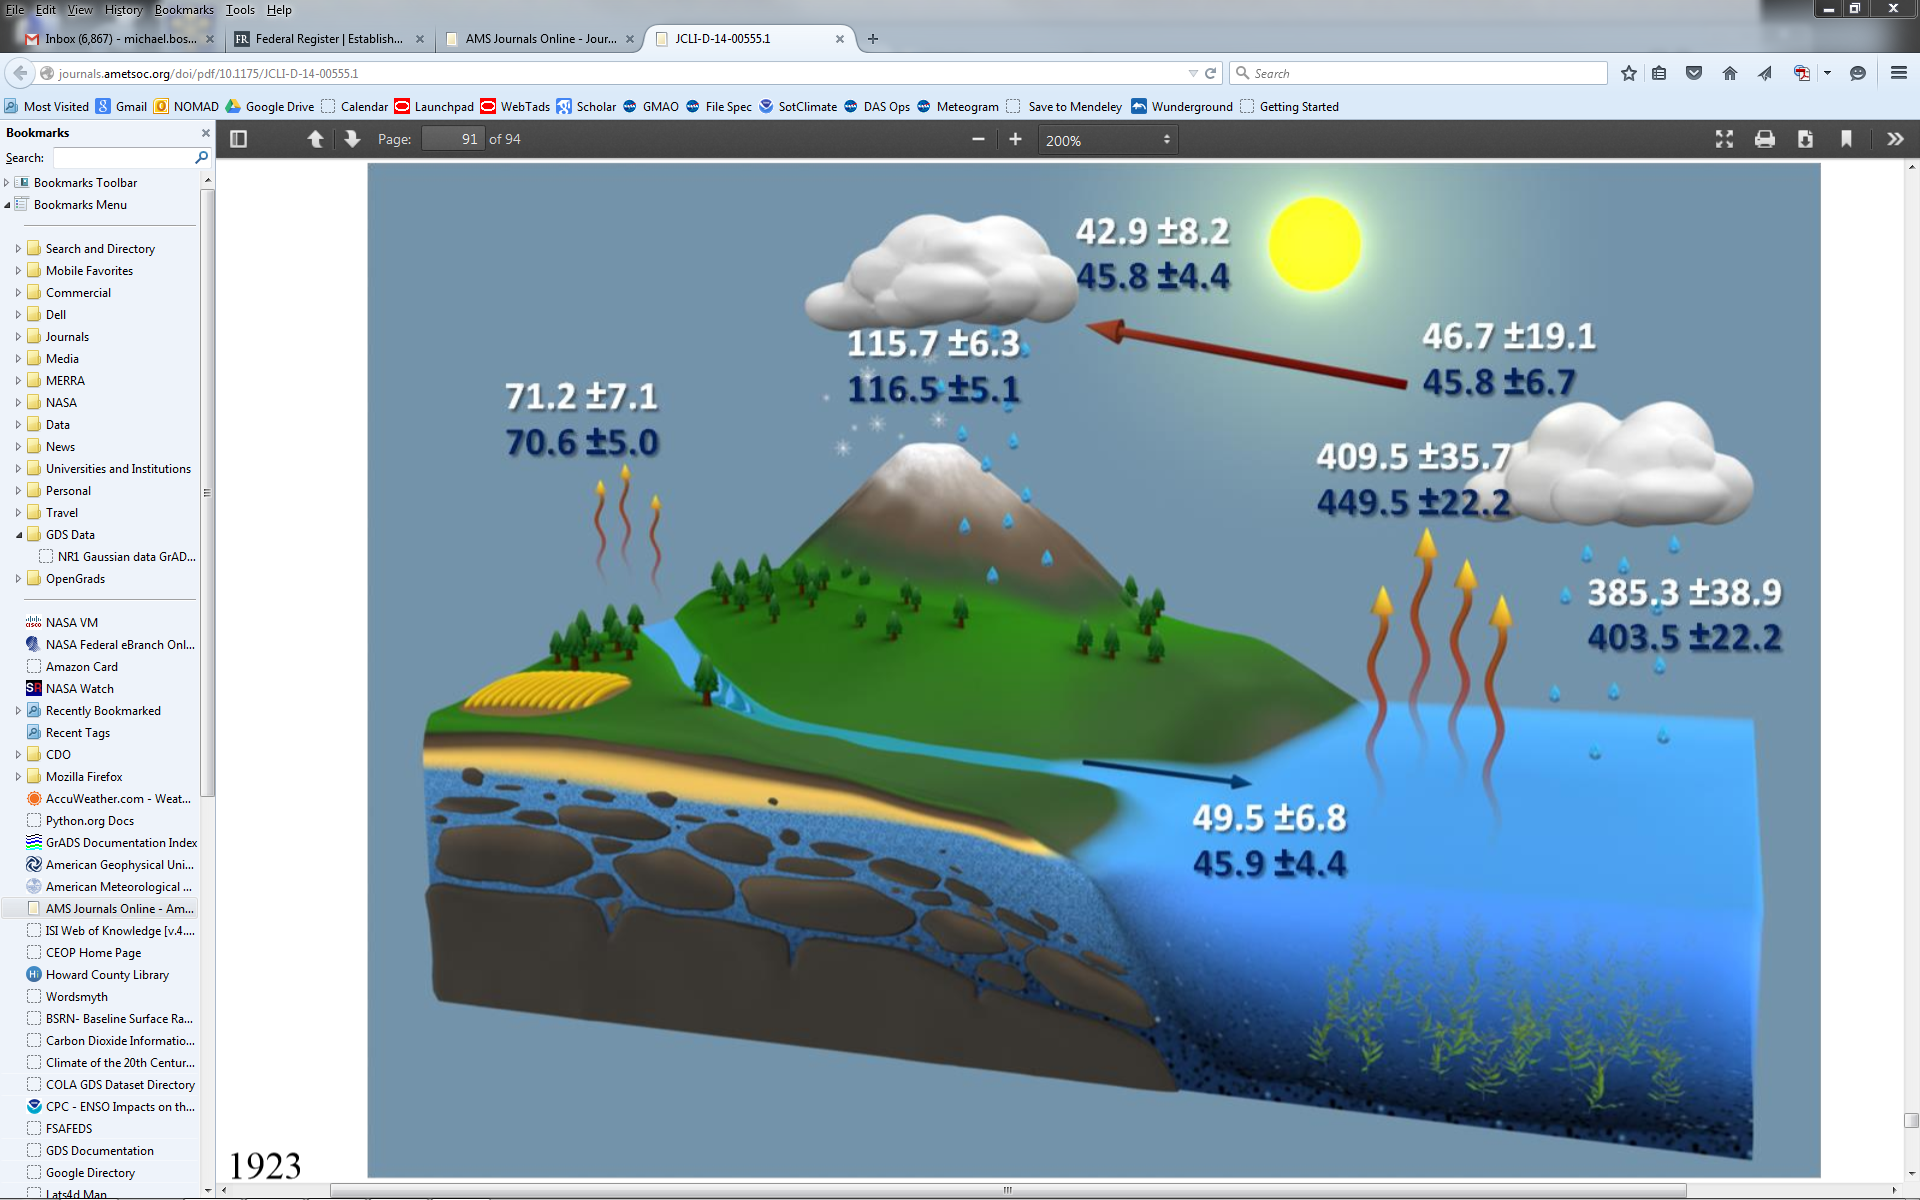 File Edit View History Bookmarks Tools Help
Inbox (6,867) - michael.bos... Federal Register | Establish... AMS Journals Online - Jour... JCLI-D-14-00555.1
journals.ametsoc.org/doi/pdf/10.1175/JCLI-D-14-00555.1 Search
Most Visited Gmail NOMAD Google Drive Calendar Launchpad WebTads Scholar GMAO File Spec SotClimate DAS Ops Meteogram Save to Mendeley Wunderground Getting Started
Bookmarks
Page: 91 of 94 200%
Search:
Bookmarks Toolbar
Bookmarks Menu
Search and Directory
Mobile Favorites
Commercial
Dell
Journals
Media
MERRA
NASA
Data
News
Universities and Institutions
Personal
Travel
GDS Data
NR1 Gaussian data GrAD...
OpenGrads
NASA VM
NASA Federal eBranch Onl...
Amazon Card
NASA Watch
Recently Bookmarked
Recent Tags
CDO
Mozilla Firefox
AccuWeather.com - Weat...
Python.org Docs
GrADS Documentation Index
American Geophysical Uni...
American Meteorological ...
AMS Journals Online - Am...
ISI Web of Knowledge [v.4....
CEOP Home Page
Howard County Library
Wordsmyth
BSRN- Baseline Surface Ra...
Carbon Dioxide Informatio...
Climate of the 20th Centur...
COLA GDS Dataset Directory
CPC - ENSO Impacts on th...
FSAFEDS
GDS Documentation
Google Directory
Lats4d Man
42.9 ±8.2
45.8 ±4.4
115.7 ±6.3
116.5 ±5.1
46.7 ±19.1
45.8 ±6.7
71.2 ±7.1
70.6 ±5.0
409.5 ±35.7
449.5 ±22.2
385.3 ±38.9
403.5 ±22.2
49.5 ±6.8
45.9 ±4.4
1923